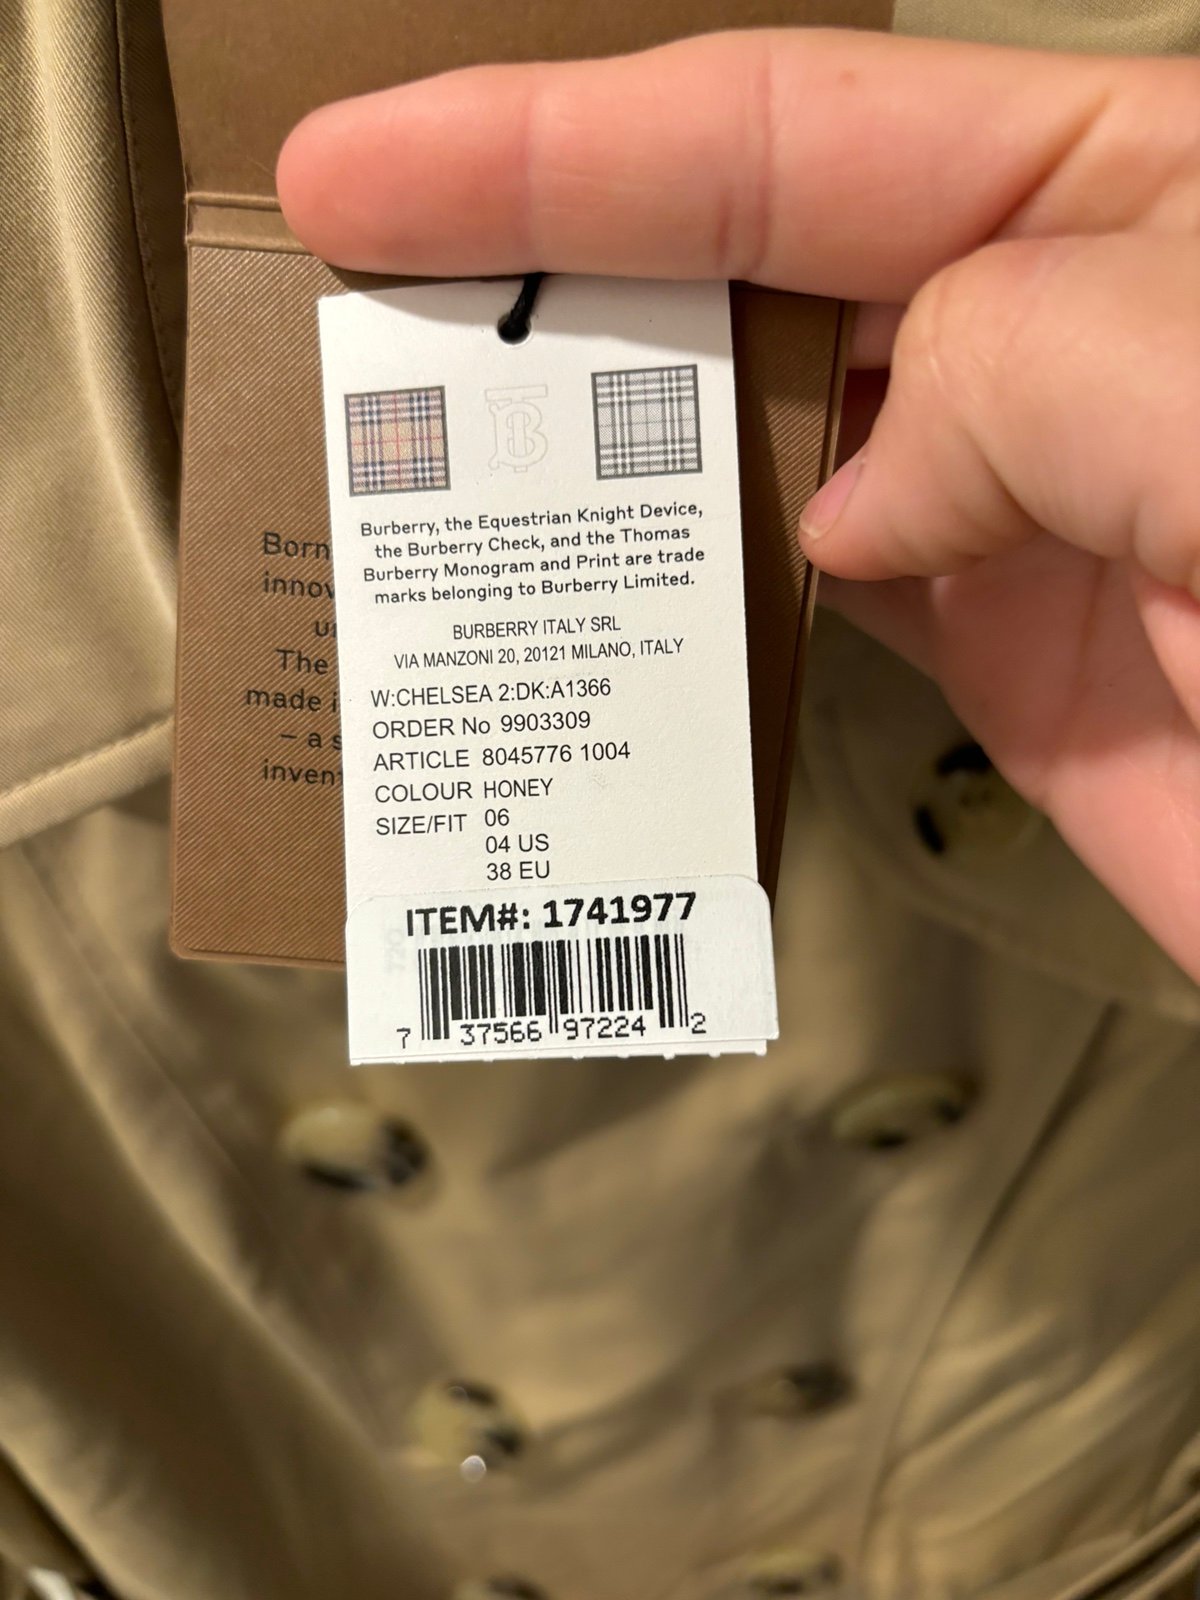 Born
innov
The
made i
– a s
inven
Burberry, the Equestrian Knight Device,
the Burberry Check, and the Thomas
Burberry Monogram and Print are trade
marks belonging to Burberry Limited.
BURBERRY ITALY SRL
VIA MANZONI 20, 20121 MILANO, ITALY
W:CHELSEA 2:DK:A1366
ORDER No 9903309
ARTICLE 8045776 1004
COLOUR HONEY
SIZE/FIT 06
04 US
38 EU
ITEM#: 1741977
7 37566 97224 2